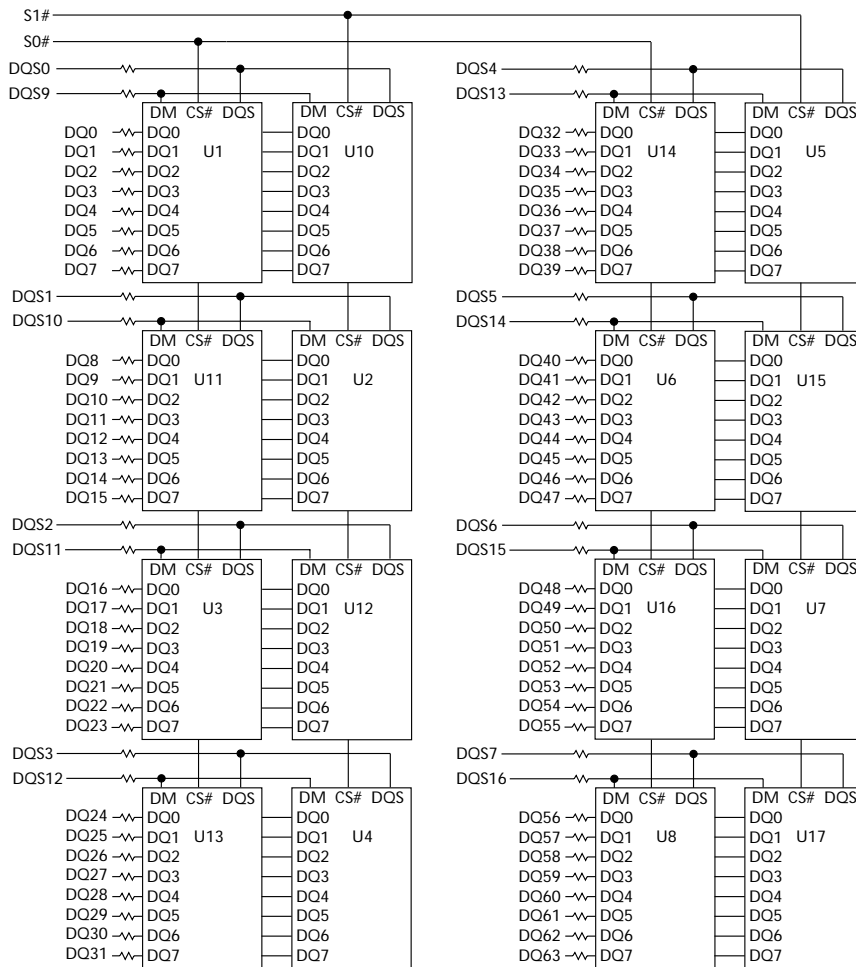 S1#
S0#
DQS0
DQS4
DQS9
DQS13
DM CS# DQS DM CS# DQS DM CS# DQS DM CS# DQS
DQ0 DQ0 DQ0 DQ32 DQ0 DQ0
DQ1 DQ1 U1 DQ1 U10 DQ33 DQ1 U14 DQ1 U5
DQ2 DQ2 DQ2 DQ34 DQ2 DQ2
DQ3 DQ3 DQ3 DQ35 DQ3 DQ3
DQ4 DQ4 DQ4 DQ36 DQ4 DQ4
DQ5 DQ5 DQ5 DQ37 DQ5 DQ5
DQ6 DQ6 DQ6 DQ38 DQ6 DQ6
DQ7 DQ7 DQ7 DQ39 DQ7 DQ7
DQS1 DQS5
DQS10 DQS14
DM CS# DQS DM CS# DQS DM CS# DQS DM CS# DQS
DQ8 DQ0 DQ0 DQ40 DQ0 DQ0
DQ9 DQ1 U11 DQ1 U2 DQ41 DQ1 U6 DQ1 U15
DQ10 DQ2 DQ2 DQ42 DQ2 DQ2
DQ11 DQ3 DQ3 DQ43 DQ3 DQ3
DQ12 DQ4 DQ4 DQ44 DQ4 DQ4
DQ13 DQ5 DQ5 DQ45 DQ5 DQ5
DQ14 DQ6 DQ6 DQ46 DQ6 DQ6
DQ15 DQ7 DQ7 DQ47 DQ7 DQ7
DQS2 DQS6
DQS11 DQS15
DM CS# DQS DM CS# DQS DM CS# DQS DM CS# DQS
DQ16 DQ0 DQ0 DQ48 DQ0 DQ0
DQ17 DQ1 U3 DQ1 U12 DQ49 DQ1 U16 DQ1 U7
DQ18 DQ2 DQ2 DQ50 DQ2 DQ2
DQ19 DQ3 DQ3 DQ51 DQ3 DQ3
DQ20 DQ4 DQ4 DQ52 DQ4 DQ4
DQ21 DQ5 DQ5 DQ53 DQ5 DQ5
DQ22 DQ6 DQ6 DQ54 DQ6 DQ6
DQ23 DQ7 DQ7 DQ55 DQ7 DQ7
DQS3 DQS7
DQS12 DQS16
DM CS# DQS DM CS# DQS DM CS# DQS DM CS# DQS
DQ24 DQ0 DQ0 DQ56 DQ0 DQ0
DQ25 DQ1 U13 DQ1 U4 DQ57 DQ1 U8 DQ1 U17
DQ26 DQ2 DQ2 DQ58 DQ2 DQ2
DQ27 DQ3 DQ3 DQ59 DQ3 DQ3
DQ28 DQ4 DQ4 DQ60 DQ4 DQ4
DQ29 DQ5 DQ5 DQ61 DQ5 DQ5
DQ30 DQ6 DQ6 DQ62 DQ6 DQ6
DQ31 DQ7 DQ7 DQ63 DQ7 DQ7